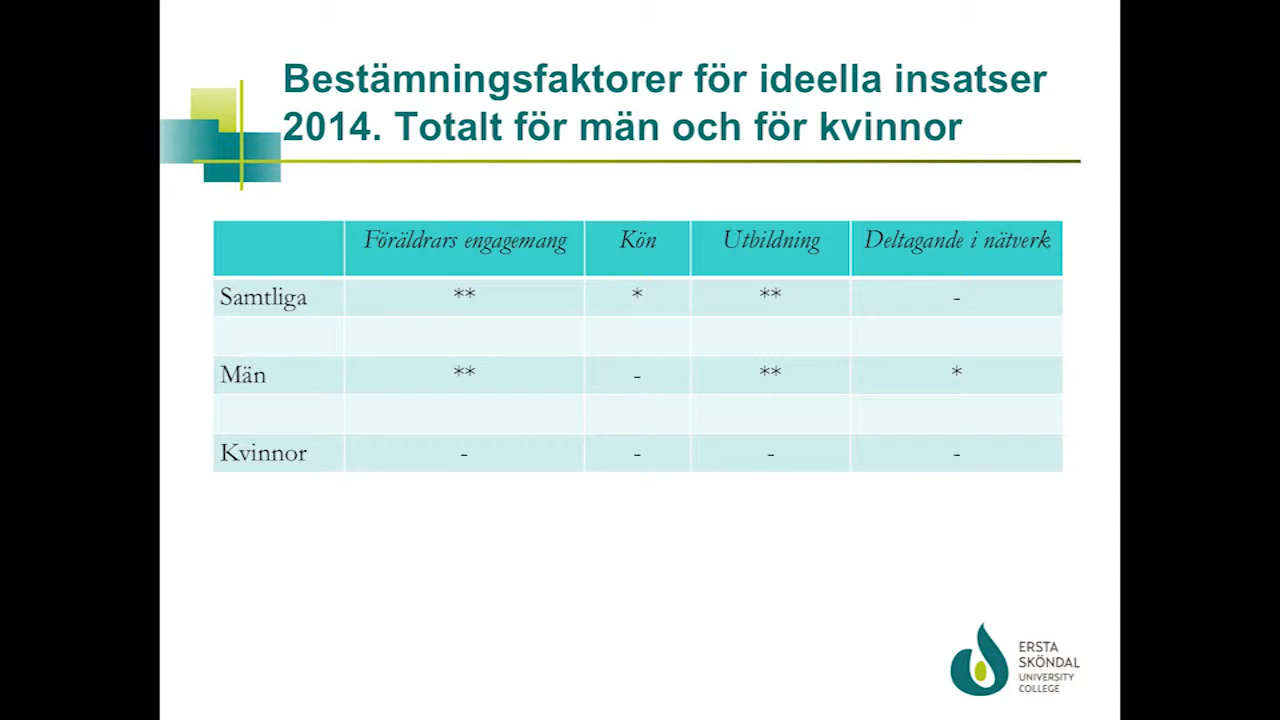 Bestämningsfaktorer för ideella insatser
2014. Totalt för män och för kvinnor
Föräldrars engagemang Kön Utbildning Deltagande i nätverk
Samtliga ** * ** -
Män ** - ** *
Kvinnor - - - -
ERSTA
SKÖNDAL
UNIVERSITY
COLLEGE